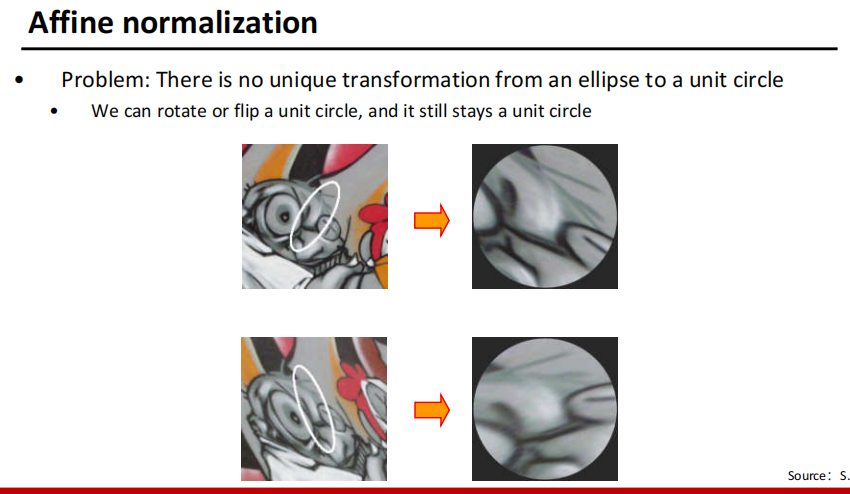 Affine normalization
• Problem: There is no unique transformation from an ellipse to a unit circle
• We can rotate or flip a unit circle, and it still stays a unit circle
Source： S.